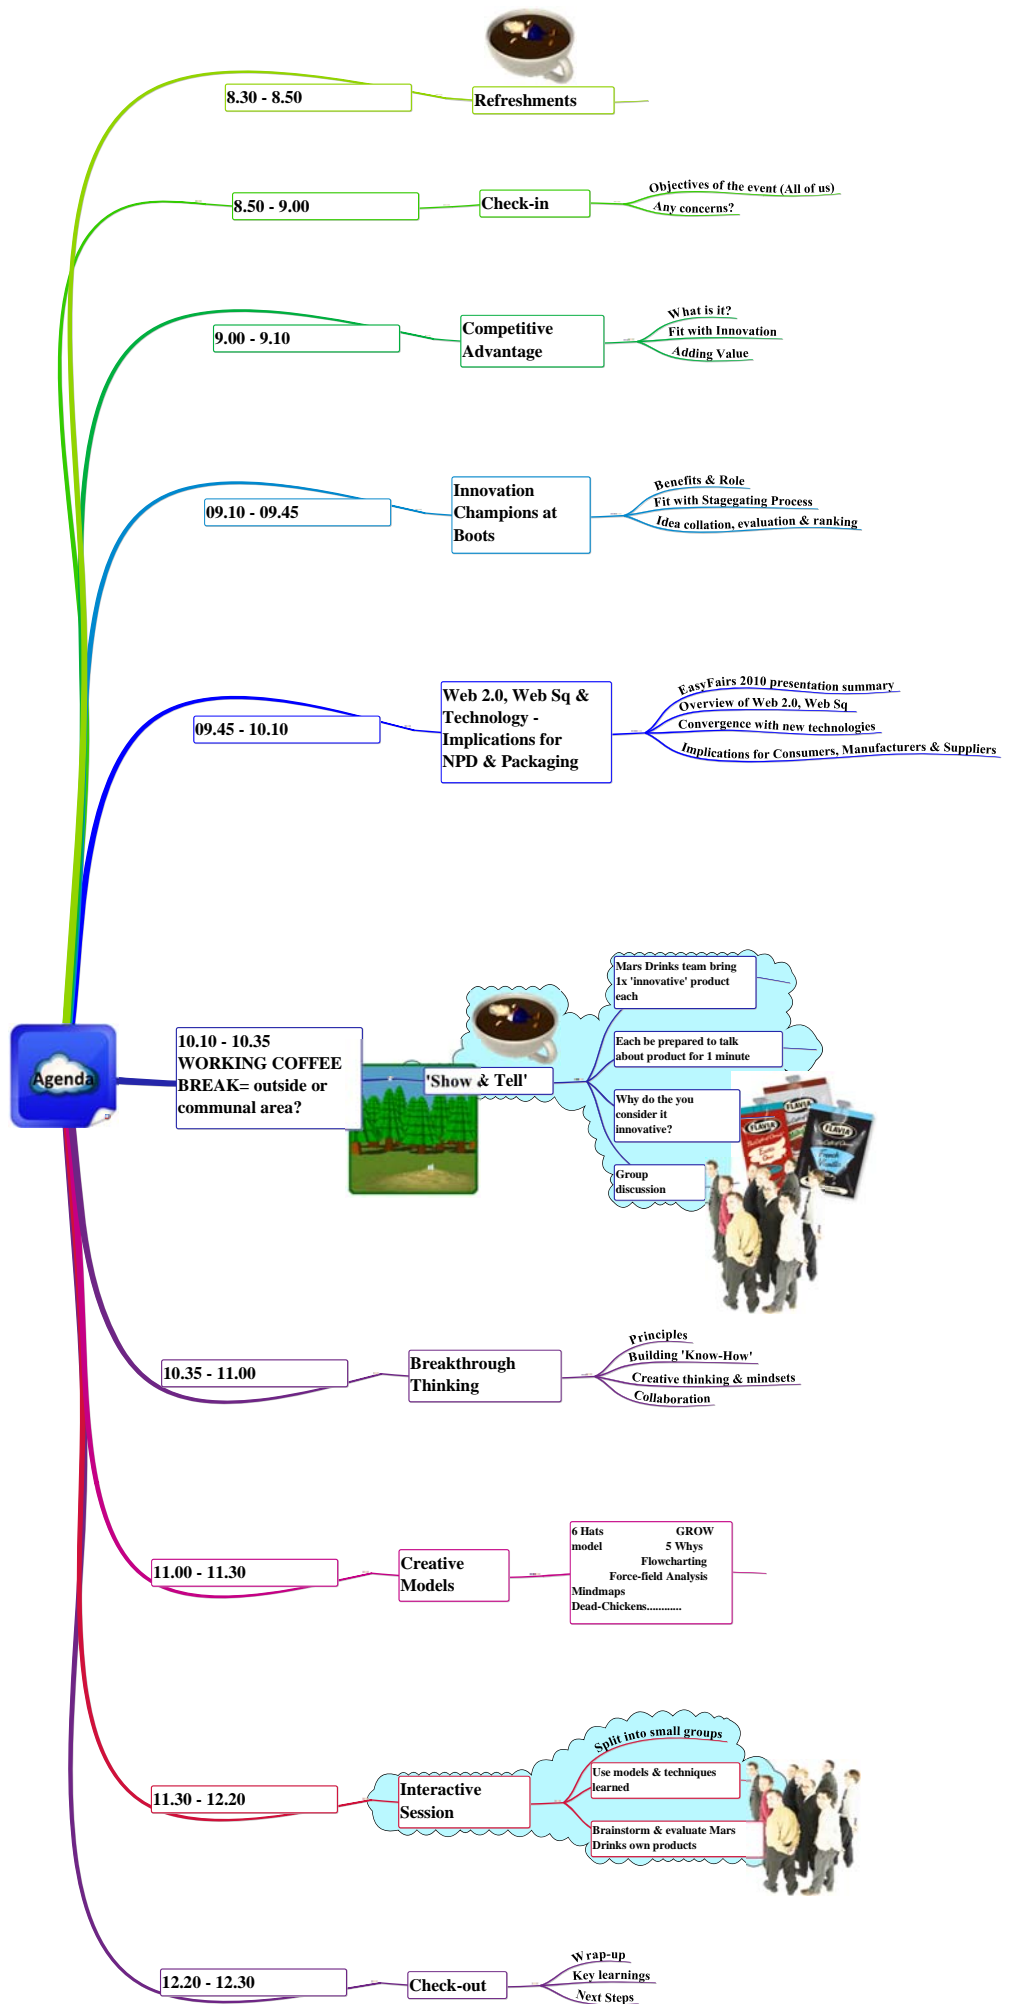 8.30 - 8.50
Refreshments
8.50 - 9.00
Check-in
Objectives of the event (All of us)
Any concerns?
9.00 - 9.10
Competitive
Advantage
What is it?
Fit with Innovation
Adding Value
09.10 - 09.45
Innovation
Champions at
Boots
Benefits & Role
Fit with Stagegating Process
Idea collation, evaluation & ranking
09.45 - 10.10
Web 2.0, Web Sq &
Technology -
Implications for
NPD & Packaging
EasyFairs 2010 presentation summary
Overview of Web 2.0, Web Sq
Convergence with new technologies
Implications for Consumers, Manufacturers & Suppliers
Agenda
10.10 - 10.35
WORKING COFFEE
BREAK= outside or
communal area?
'Show & Tell'
Mars Drinks team bring
1x 'innovative' product
each
Each be prepared to talk
about product for 1 minute
Why do the you
consider it
innovative?
Group
discussion
FLAVIA
FLAVIA
FLAVIA
French
Vanilla
10.35 - 11.00
Breakthrough
Thinking
Principles
Building 'Know-How'
Creative thinking & mindsets
Collaboration
11.00 - 11.30
Creative
Models
6 Hats GROW
model 5 Whys
Flowcharting
Force-field Analysis
Mindmaps
Dead-Chickens............
11.30 - 12.20
Interactive
Session
Split into small groups
Use models & techniques
learned
Brainstorm & evaluate Mars
Drinks own products
12.20 - 12.30
Check-out
Wrap-up
Key learnings
Next Steps